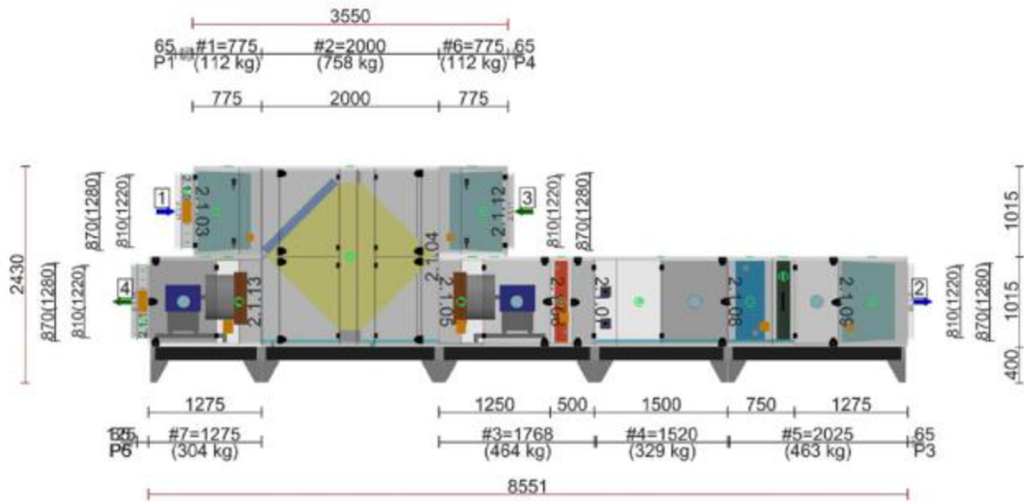 3550
65 #1=775 #2=2000 #6=775 65
P1 (112 kg) (758 kg) (112 kg) P4
775 2000 775
1 3
870(1280) 810(1220) 2.1.03 2.1.12 810(1220) 870(1280) 1015
2430
2.1.04
4 2
870(1280) 810(1220) 2.1.13 2.1.05 2.1.08 2.1.09 810(1220) 870(1280) 1015
400
1275 1250 500 1500 750 1275
#7=1275 #3=1768 #4=1520 #5=2025 65
P6 (304 kg) (464 kg) (329 kg) (463 kg) P3
8551